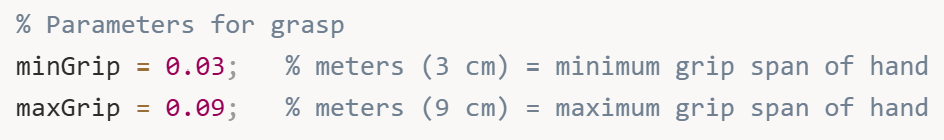 % Parameters for grasp
minGrip = 0.03;   % meters (3 cm) = minimum grip span of hand
maxGrip = 0.09;   % meters (9 cm) = maximum grip span of hand